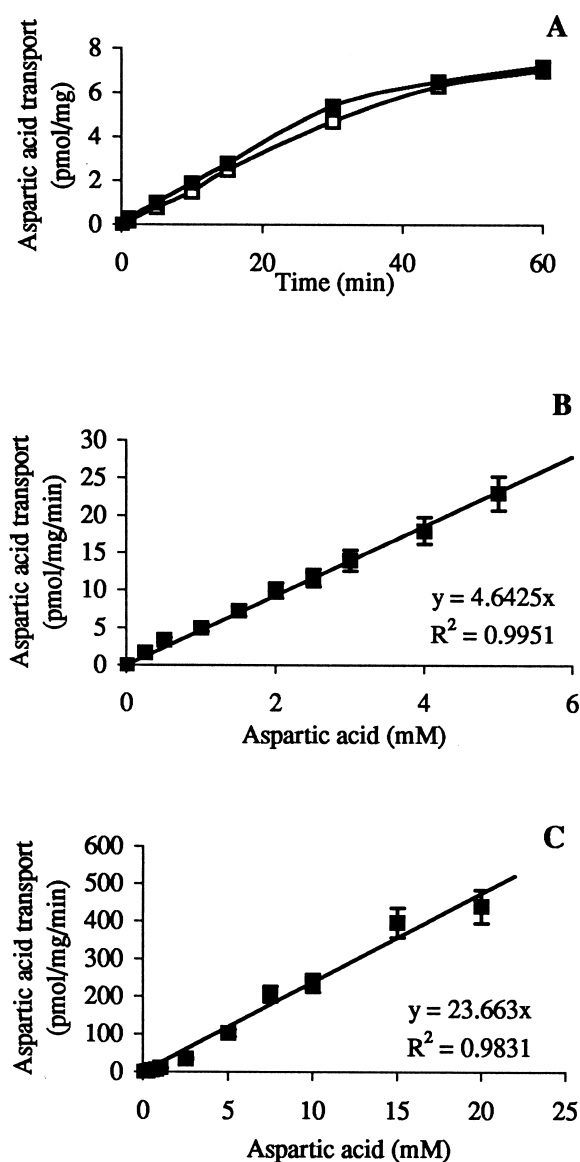 A
Aspartic acid transport
(pmol/mg)
8
6
4
2
0
0 20 40 60
Time (min)
B
Aspartic acid transport
(pmol/mg/min)
30
25
20
15
10
5
0
y = 4.6425x
R² = 0.9951
0 2 4 6
Aspartic acid (mM)
C
Aspartic acid transport
(pmol/mg/min)
600
500
400
300
200
100
0
y = 23.663x
R² = 0.9831
0 5 10 15 20 25
Aspartic acid (mM)